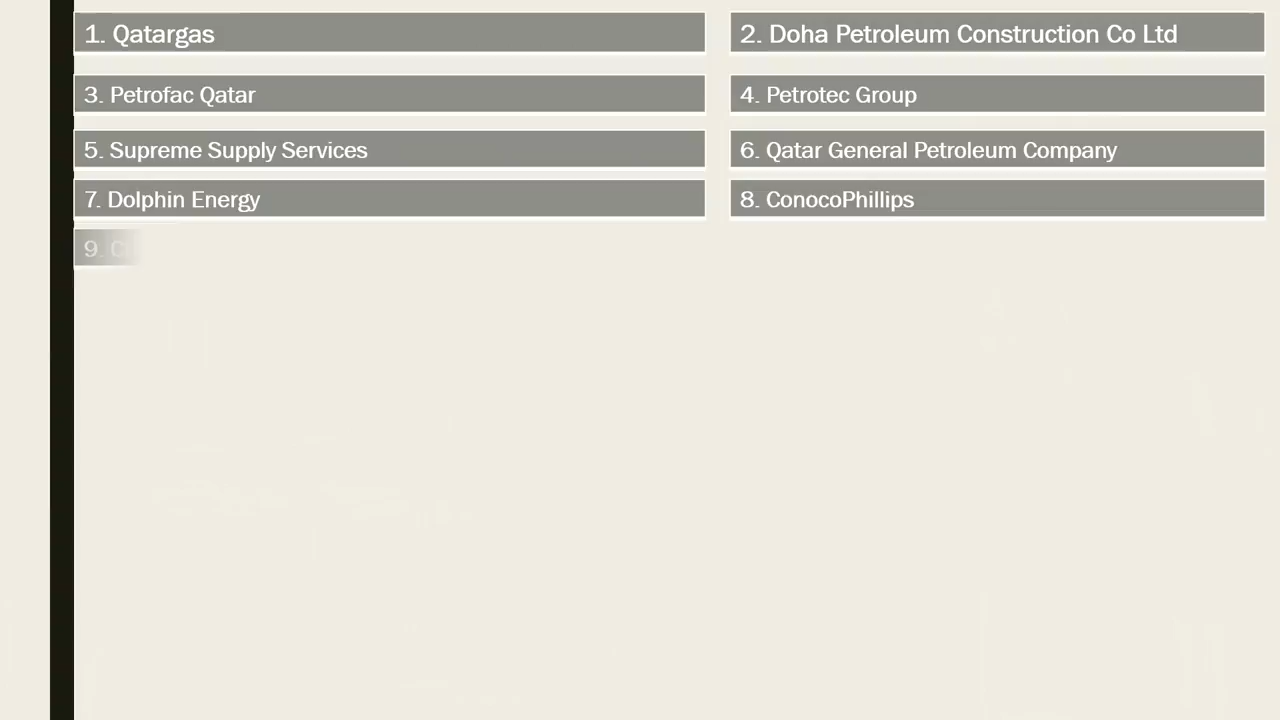 1. Qatargas
2. Doha Petroleum Construction Co Ltd
3. Petrofac Qatar
4. Petrotec Group
5. Supreme Supply Services
6. Qatar General Petroleum Company
7. Dolphin Energy
8. ConocoPhillips
9.